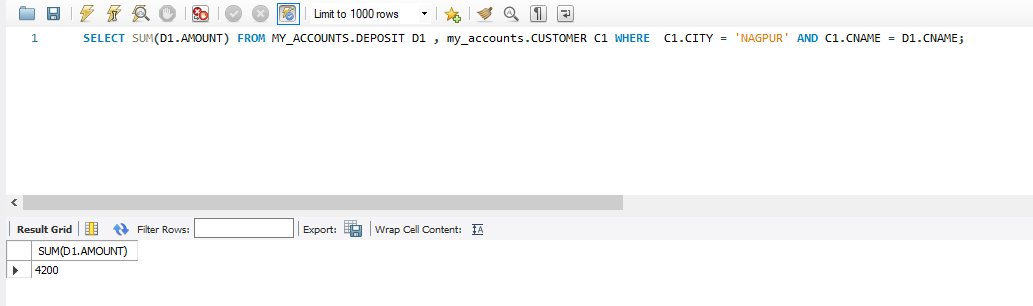 Limit to 1000 rows
1 SELECT SUM(D1.AMOUNT) FROM MY_ACCOUNTS.DEPOSIT D1 , my_accounts.CUSTOMER C1 WHERE  C1.CITY = 'NAGPUR' AND C1.CNAME = D1.CNAME;
Result Grid Filter Rows: Export: Wrap Cell Content:
SUM(D1.AMOUNT)
4200